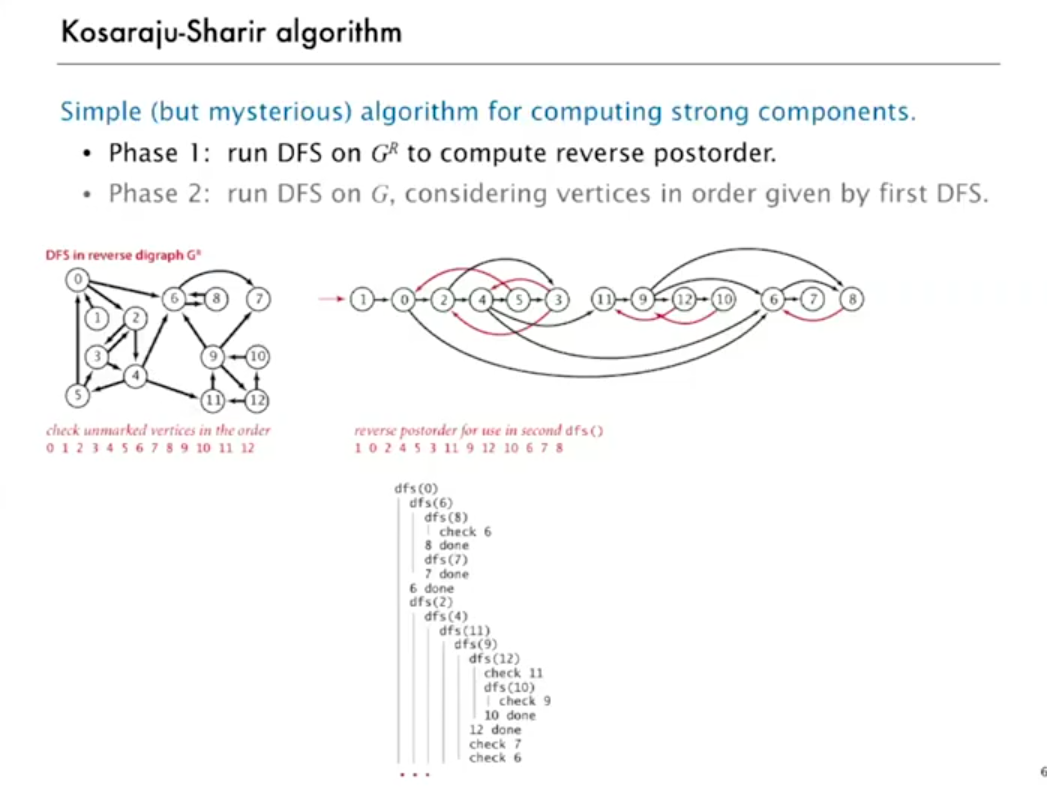 Kosaraju-Sharir algorithm
Simple (but mysterious) algorithm for computing strong components.
• Phase 1: run DFS on Gᴿ to compute reverse postorder.
• Phase 2: run DFS on G, considering vertices in order given by first DFS.
DFS in reverse digraph Gᴿ
0
6 8 7
1 2
3
9 10
4
5
11 12
1 0 2 4 5 3 11 9 12 10 6 7 8
check unmarked vertices in the order
0 1 2 3 4 5 6 7 8 9 10 11 12
reverse postorder for use in second dfs()
1 0 2 4 5 3 11 9 12 10 6 7 8
dfs(0)
dfs(6)
dfs(8)
check 6
8 done
dfs(7)
7 done
6 done
dfs(2)
dfs(4)
dfs(11)
dfs(9)
dfs(12)
check 11
dfs(10)
check 9
10 done
12 done
check 7
check 6
...
6